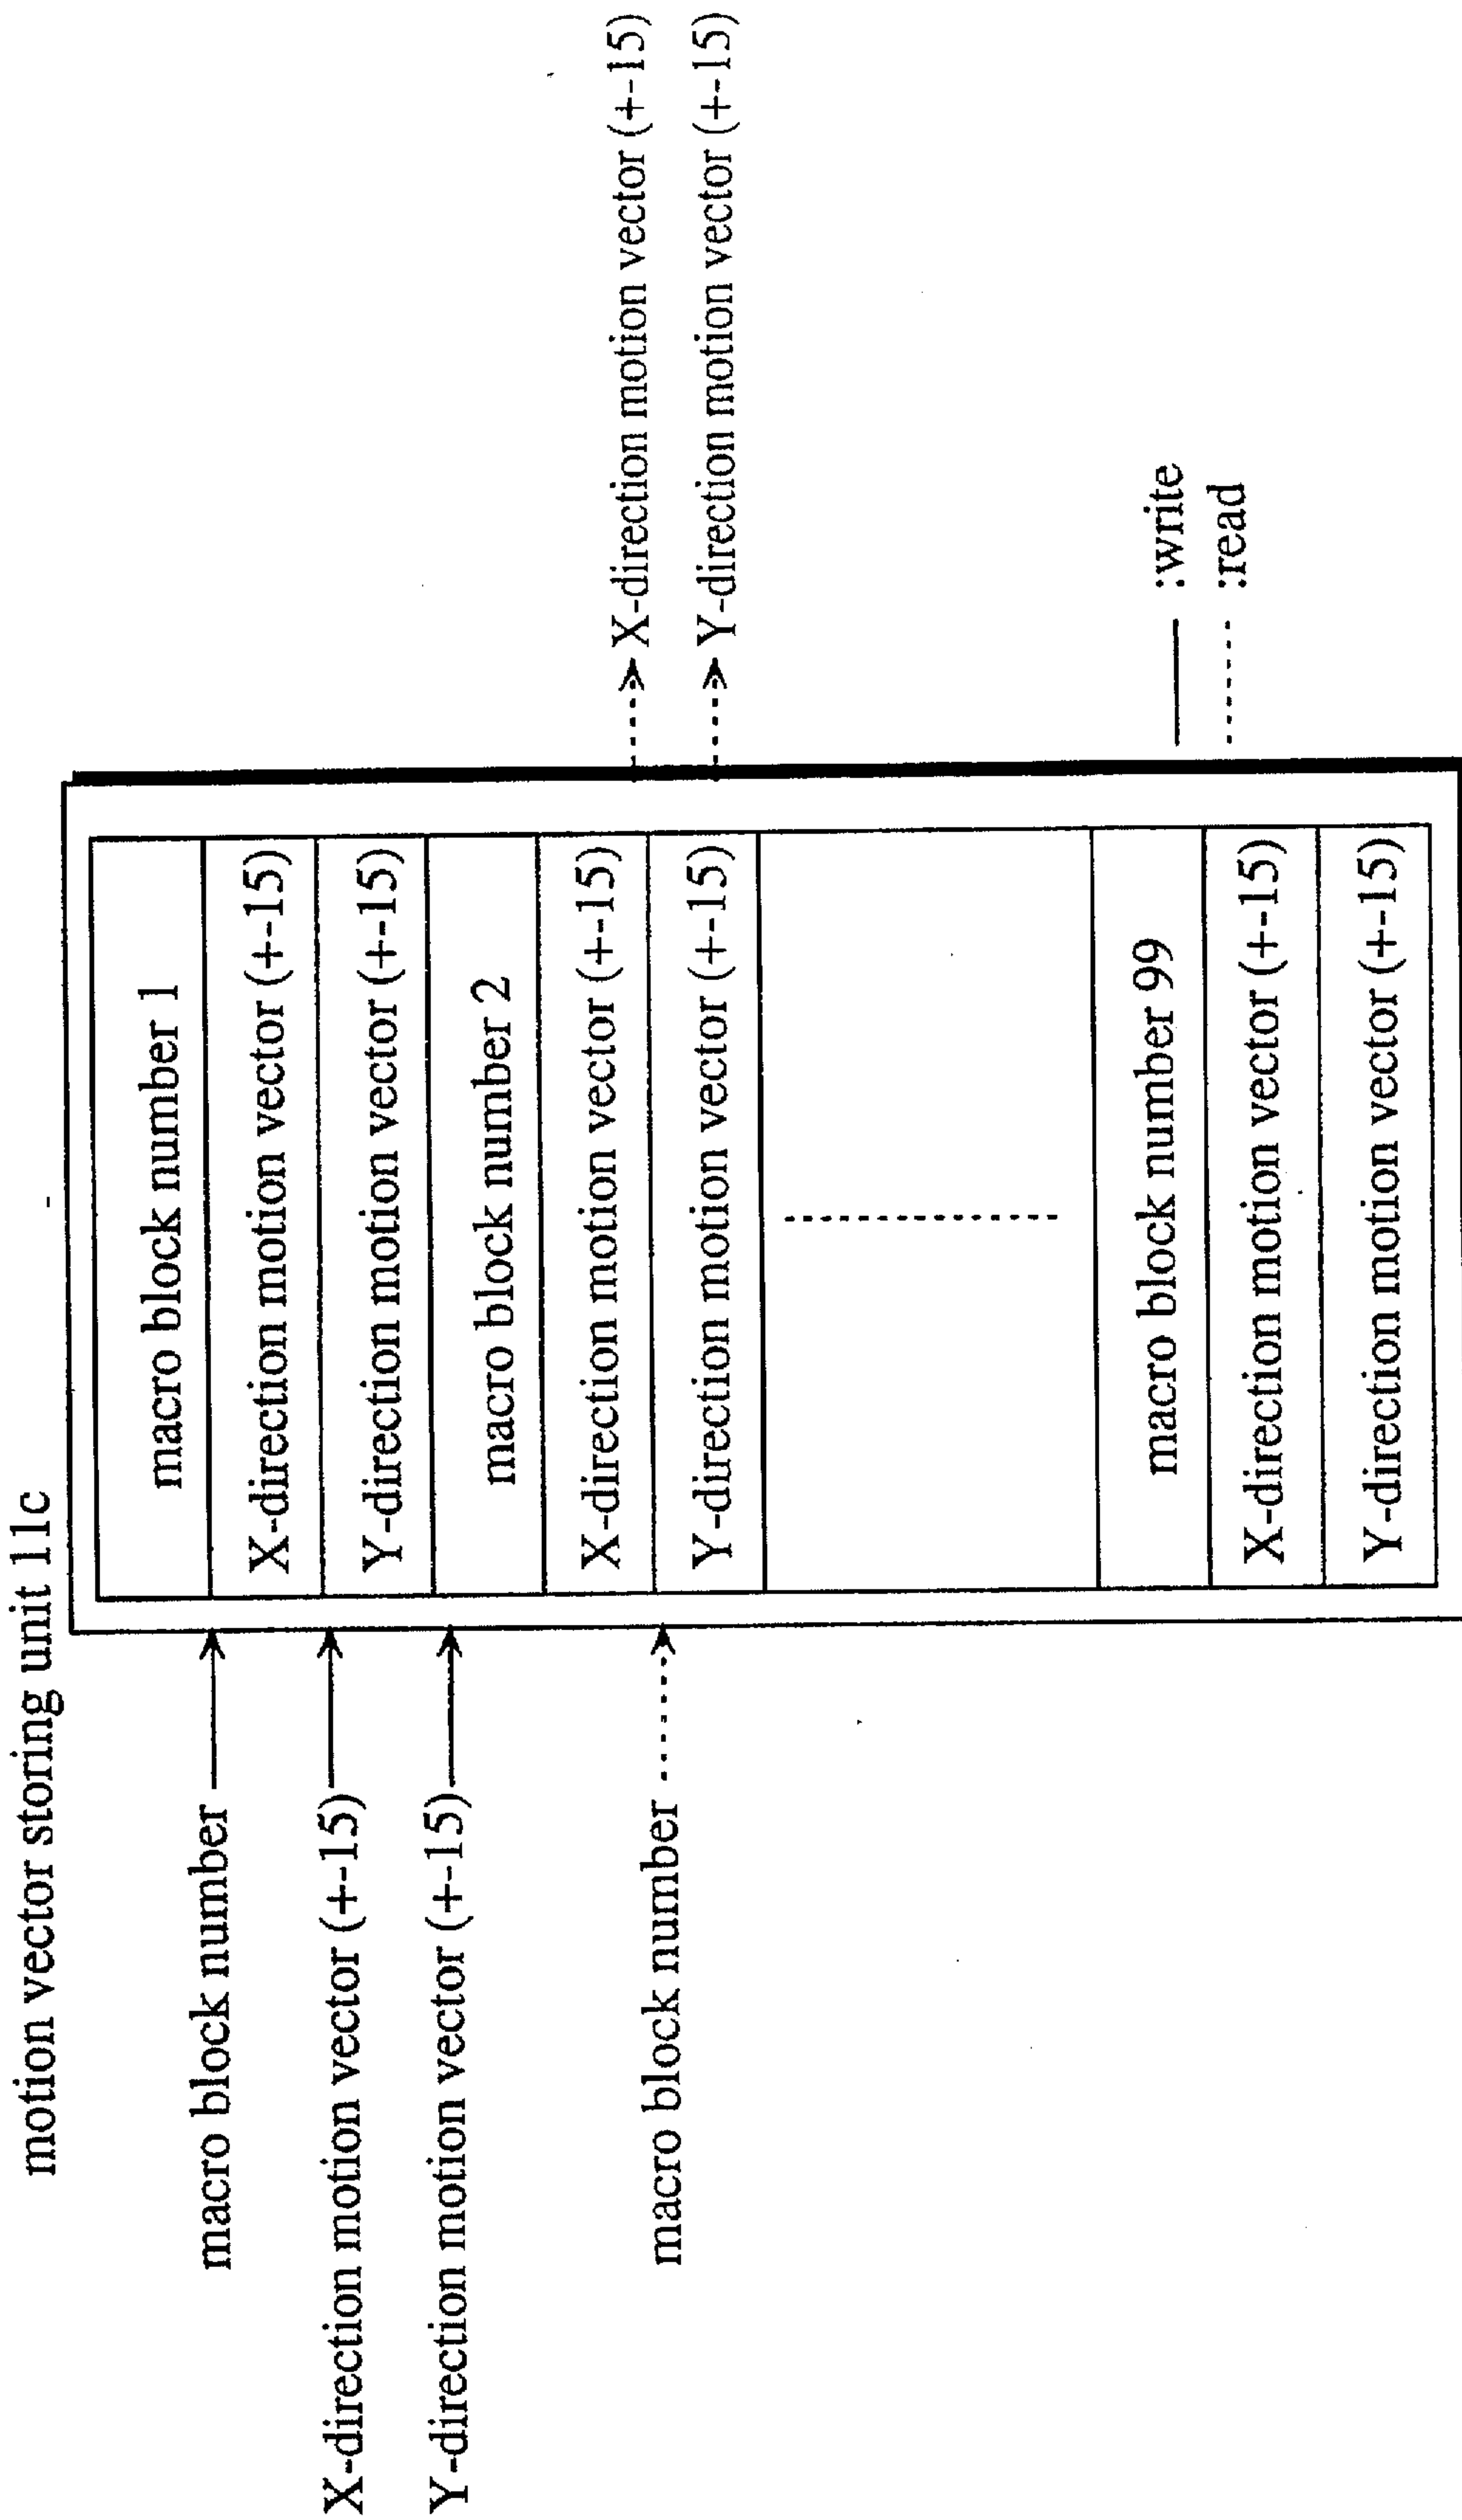 motion vector storing unit 11c
macro block number
X-direction motion vector (+-15)
Y-direction motion vector (+-15)
macro block number
macro block number 1
X-direction motion vector (+-15)
Y-direction motion vector (+-15)
macro block number 2
X-direction motion vector (+-15)
Y-direction motion vector (+-15)
macro block number 99
X-direction motion vector (+-15)
Y-direction motion vector (+-15)
X-direction motion vector (+-15)
Y-direction motion vector (+-15)
:write
:read